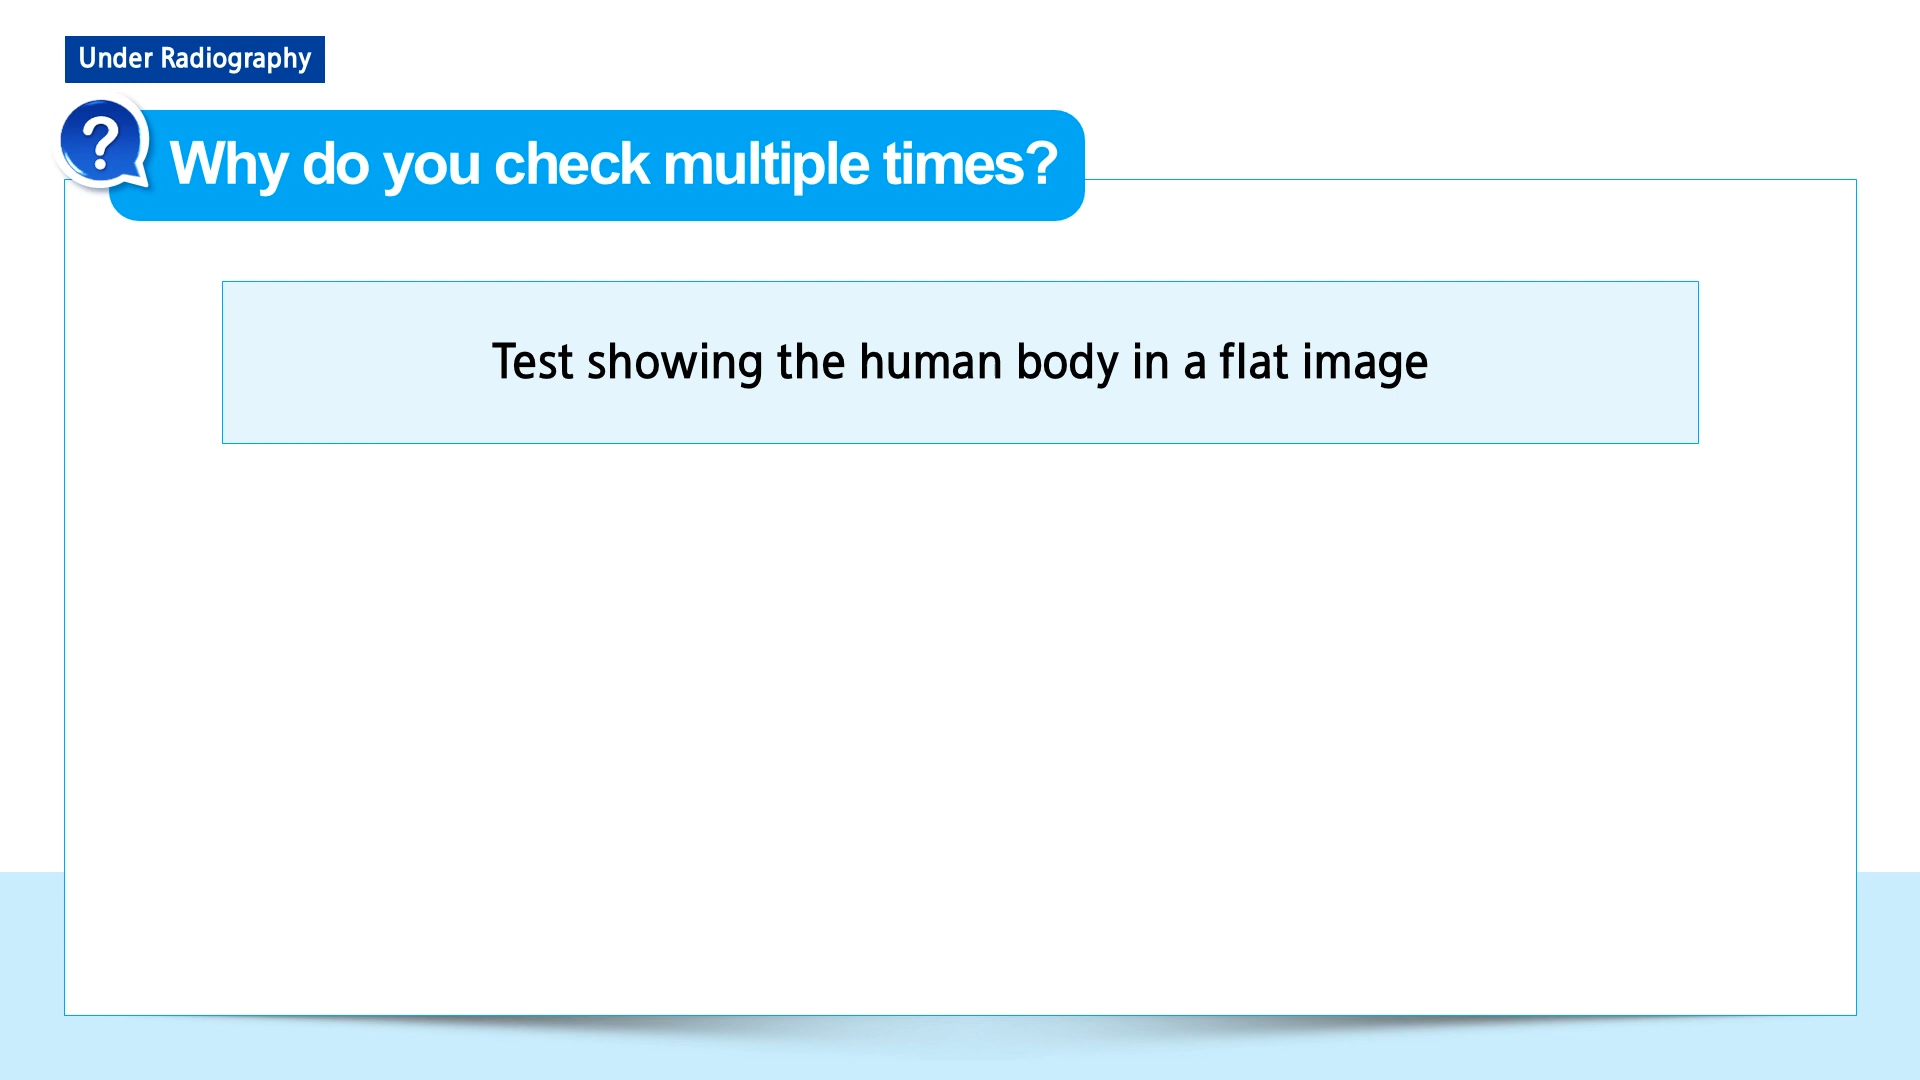 Under Radiography
? Why do you check multiple times?
Test showing the human body in a flat image